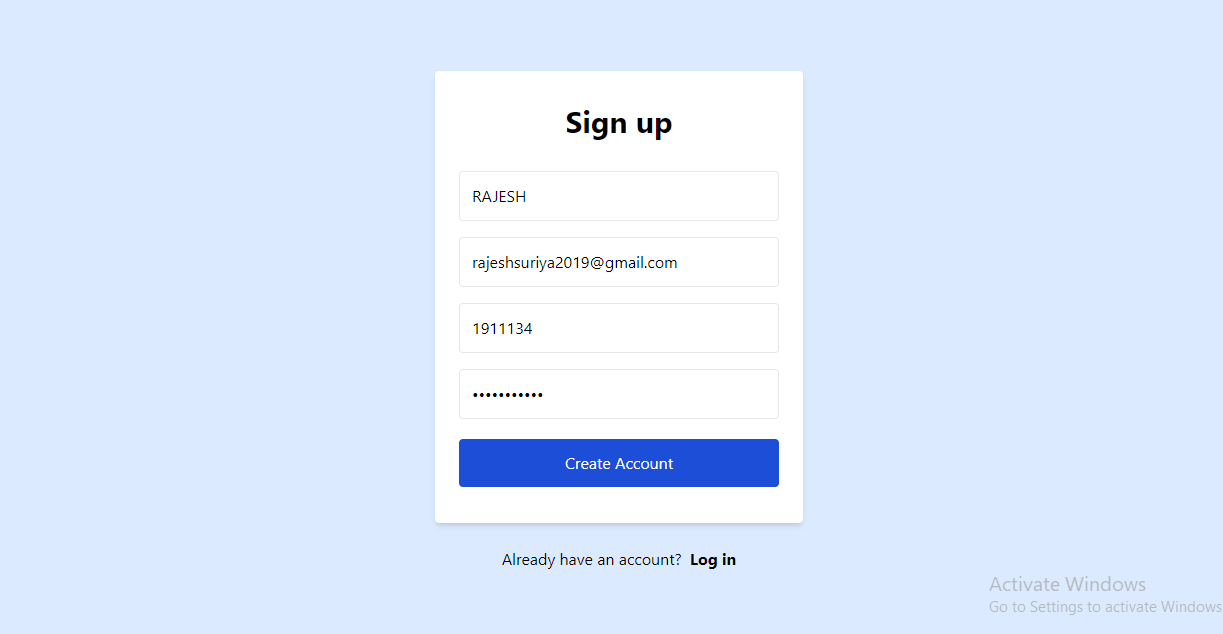 Sign up
RAJESH
rajeshsuriya2019@gmail.com
1911134
•••••••••••
Create Account
Already have an account? Log in
Activate Windows
Go to Settings to activate Windows